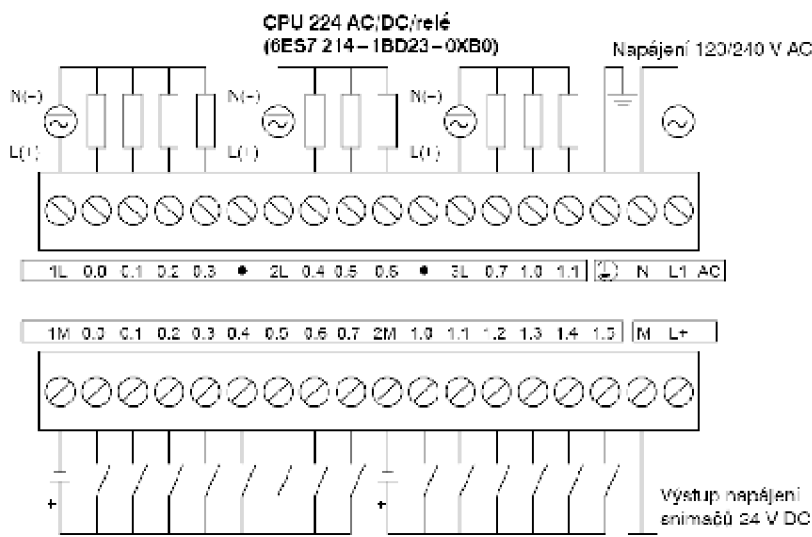 CPU 224 AC/DC/relé
(6ES7 214-1BD23-0XB0)
Napájení 120/240 V AC
N(-) N(-) N(-)
L(+) L(+) L(+)
1L 0.0 0.1 0.2 0.3 • 2L 0.4 0.5 0.6 • 3L 0.7 1.0 1.1 N L1 AC
1M 0.0 0.1 0.2 0.3 0.4 0.5 0.6 0.7 2M 1.0 1.1 1.2 1.3 1.4 1.5 M L+
+ +
Výstup napájení
snímačů 24 V DC